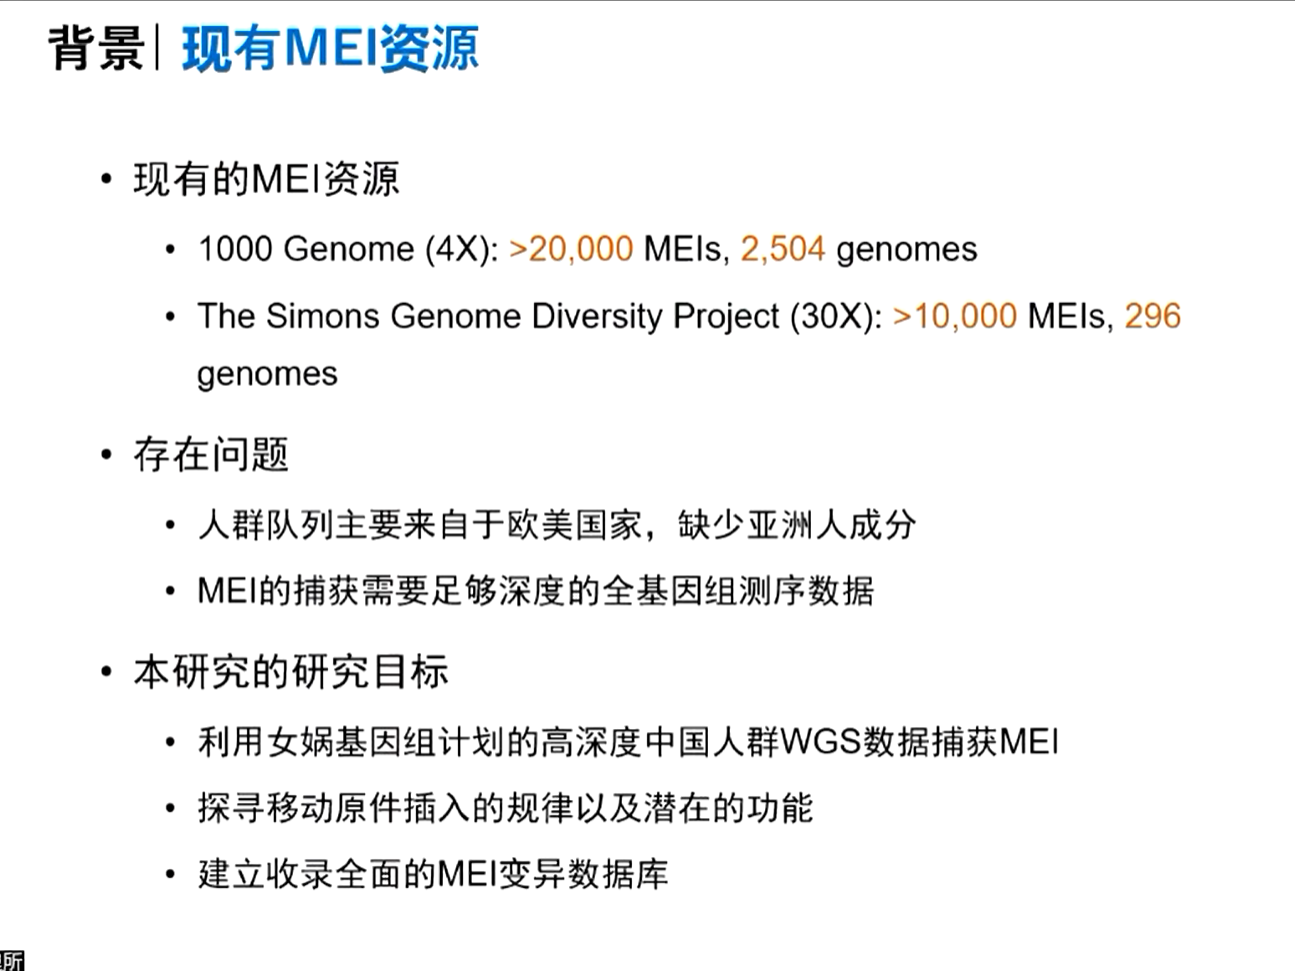 背景| 现有MEI资源
• 现有的MEI资源
• 1000 Genome (4X): >20,000 MEIs, 2,504 genomes
• The Simons Genome Diversity Project (30X): >10,000 MEIs, 296
genomes
• 存在问题
• 人群队列主要来自于欧美国家，缺少亚洲人成分
• MEI的捕获需要足够深度的全基因组测序数据
• 本研究的研究目标
• 利用女娲基因组计划的高深度中国人群WGS数据捕获MEI
• 探寻移动原件插入的规律以及潜在的功能
• 建立收录全面的MEI变异数据库
所